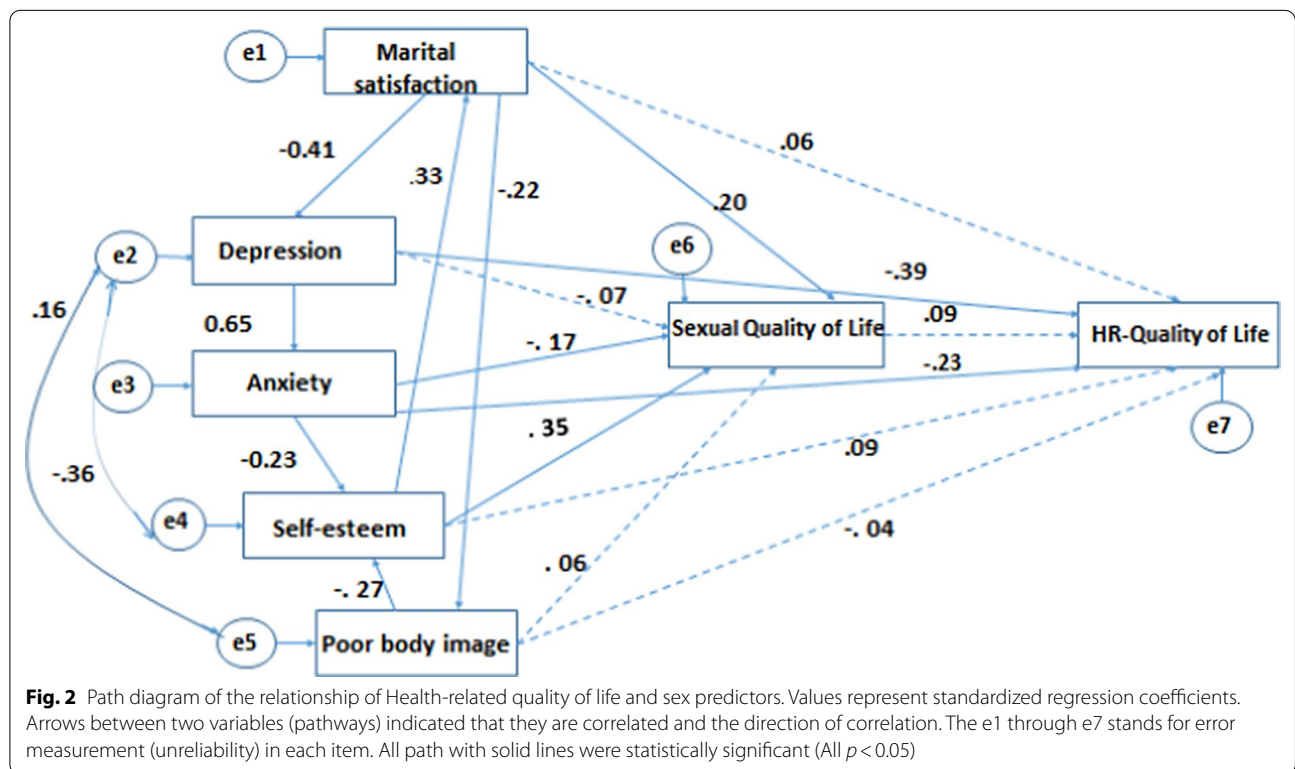 e1
Marital
satisfaction
.06
-0.41
.33
-.22
.20
e6
e2
Depression
-.39
-. 07
.16
0.65
Sexual Quality of Life
.09
HR-Quality of Life
-. 17
e3
Anxiety
-.23
. 35
e7
-0.23
.09
-.36
e4
Self-esteem
-. 04
. 06
-. 27
e5
Poor body image
Fig. 2 Path diagram of the relationship of Health-related quality of life and sex predictors. Values represent standardized regression coefficients.
Arrows between two variables (pathways) indicated that they are correlated and the direction of correlation. The e1 through e7 stands for error
measurement (unreliability) in each item. All path with solid lines were statistically significant (All p < 0.05)